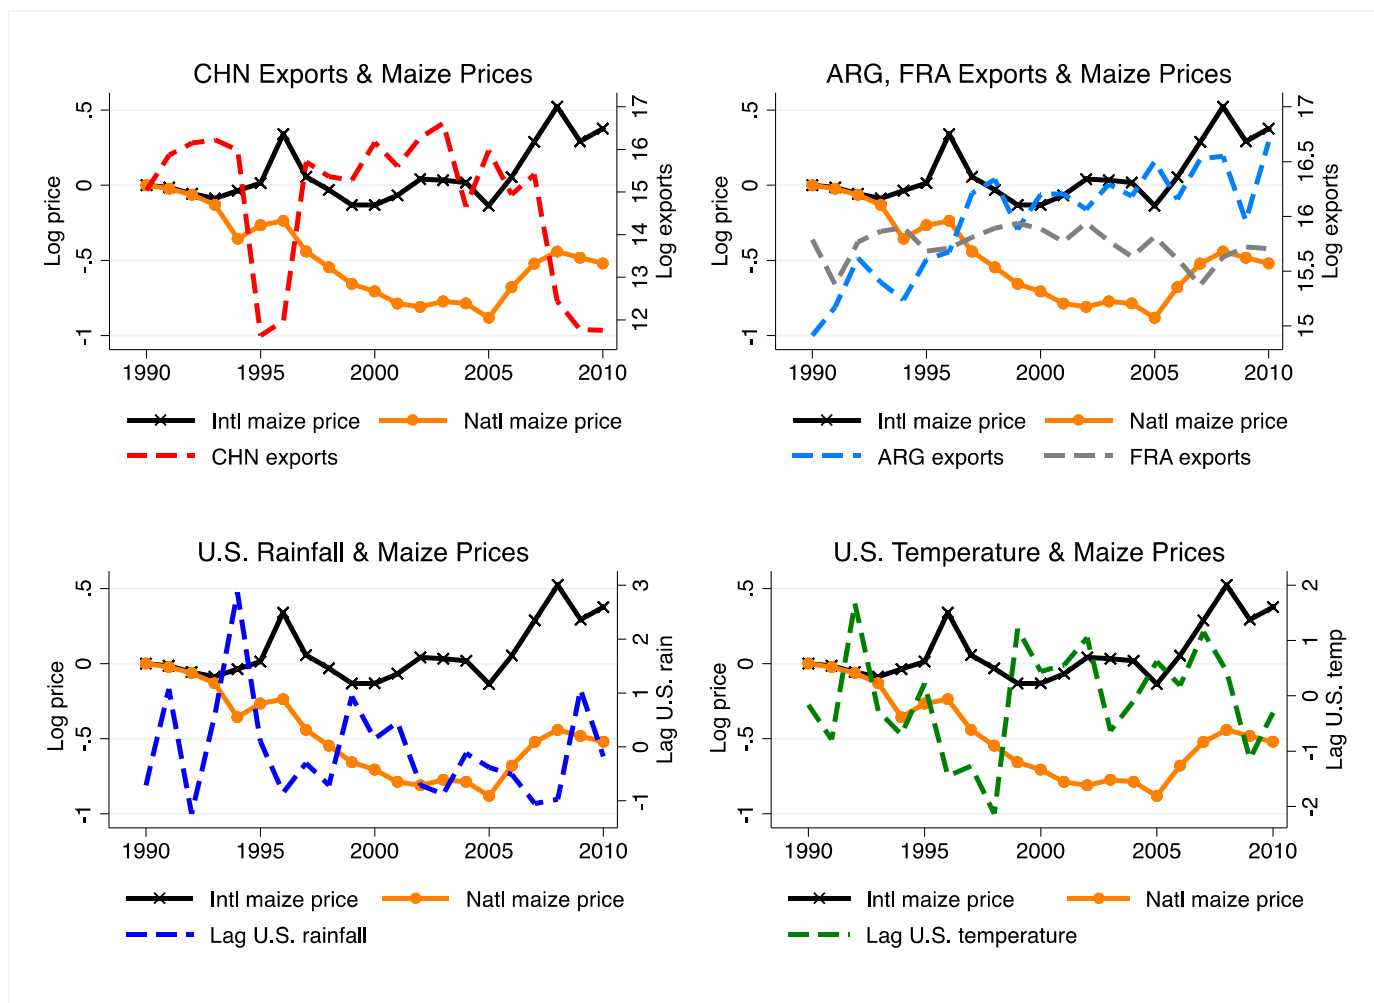 CHN Exports & Maize Prices
Log price
.5
0
-.5
-1
17
16
15
14
13
12
Log exports
1990 1995 2000 2005 2010
Intl maize price Natl maize price
CHN exports
ARG, FRA Exports & Maize Prices
Log price
.5
0
-.5
-1
17
16.5
16
15.5
15
Log exports
1990 1995 2000 2005 2010
Intl maize price Natl maize price
ARG exports FRA exports
U.S. Rainfall & Maize Prices
Log price
.5
0
-.5
-1
3
2
1
0
-1
Lag U.S. rain
1990 1995 2000 2005 2010
Intl maize price Natl maize price
Lag U.S. rainfall
U.S. Temperature & Maize Prices
Log price
.5
0
-.5
-1
2
1
0
-1
-2
Lag U.S. temp
1990 1995 2000 2005 2010
Intl maize price Natl maize price
Lag U.S. temperature